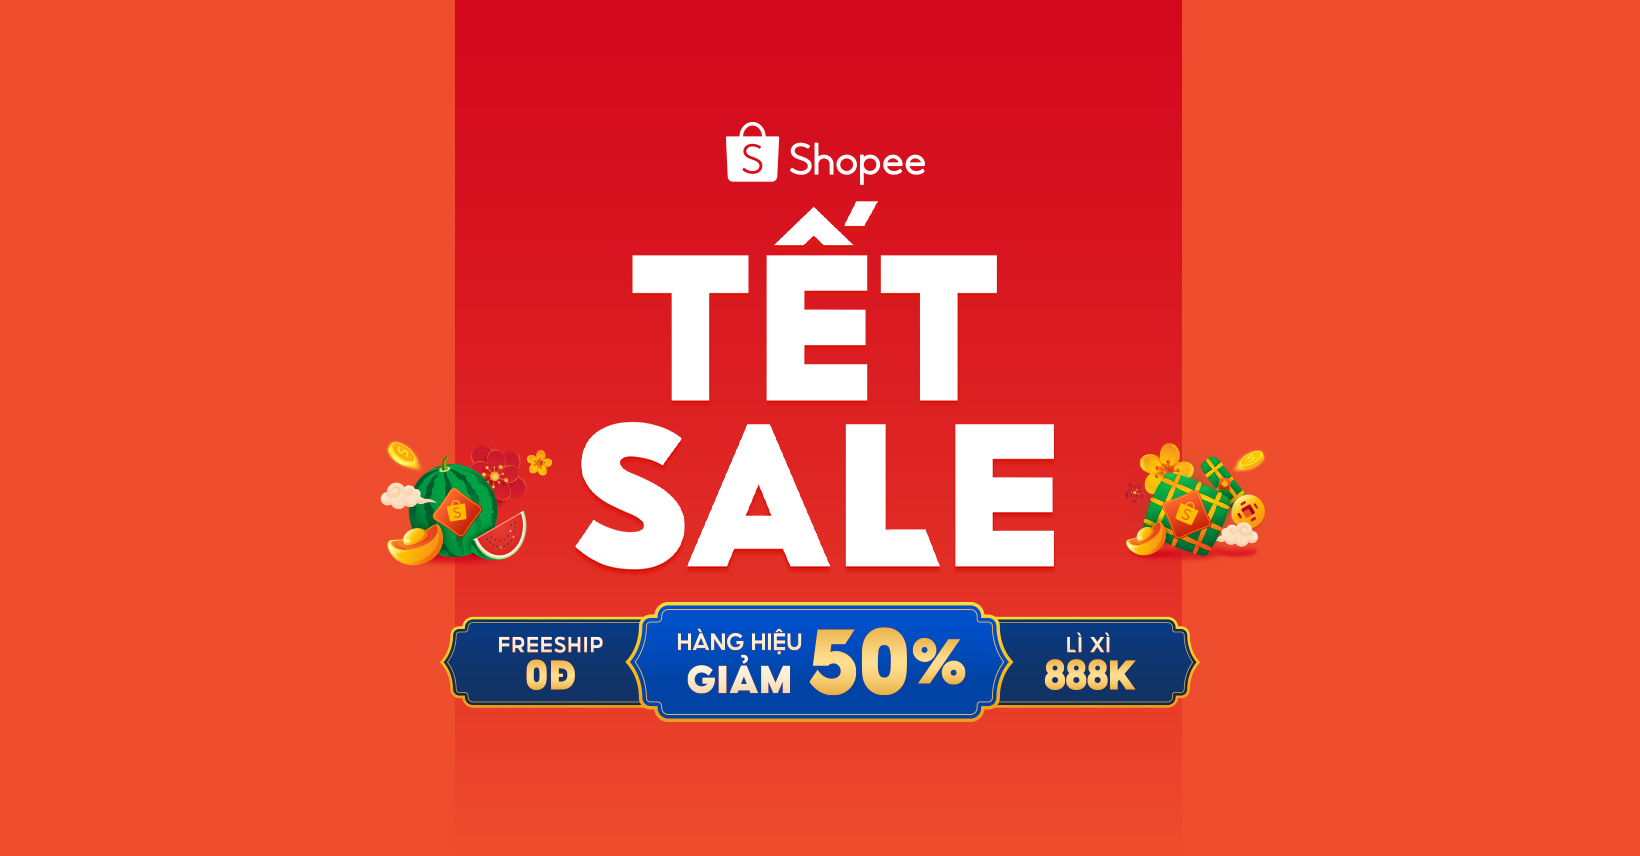 S Shopee
TẾT
SALE
S
S
FREESHIP
0Đ
HÀNG HIỆU
GIẢM 50%
LÌ XÌ
888K